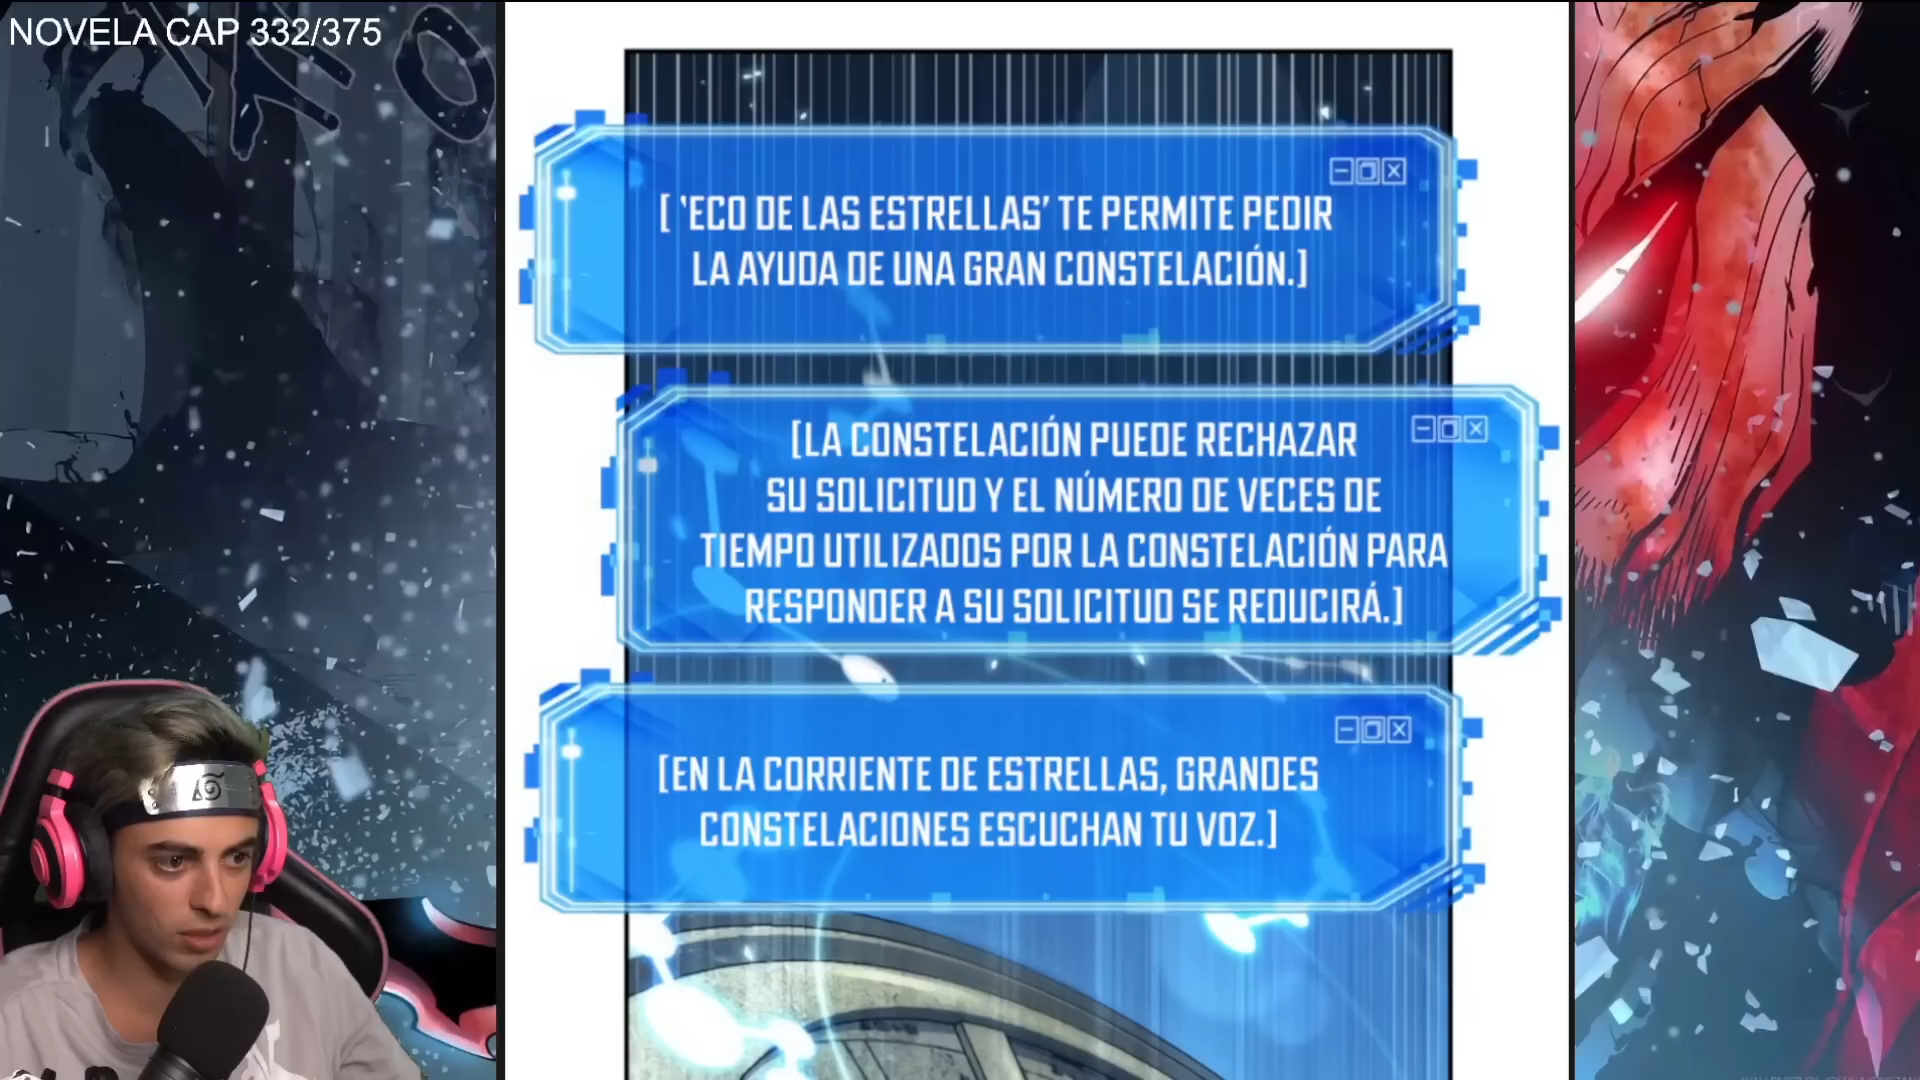 NOVELA CAP 332/375
[ 'ECO DE LAS ESTRELLAS' TE PERMITE PEDIR
LA AYUDA DE UNA GRAN CONSTELACIÓN.]
[LA CONSTELACIÓN PUEDE RECHAZAR
SU SOLICITUD Y EL NÚMERO DE VECES DE
TIEMPO UTILIZADOS POR LA CONSTELACIÓN PARA
RESPONDER A SU SOLICITUD SE REDUCIRÁ.]
[EN LA CORRIENTE DE ESTRELLAS, GRANDES
CONSTELACIONES ESCUCHAN TU VOZ.]